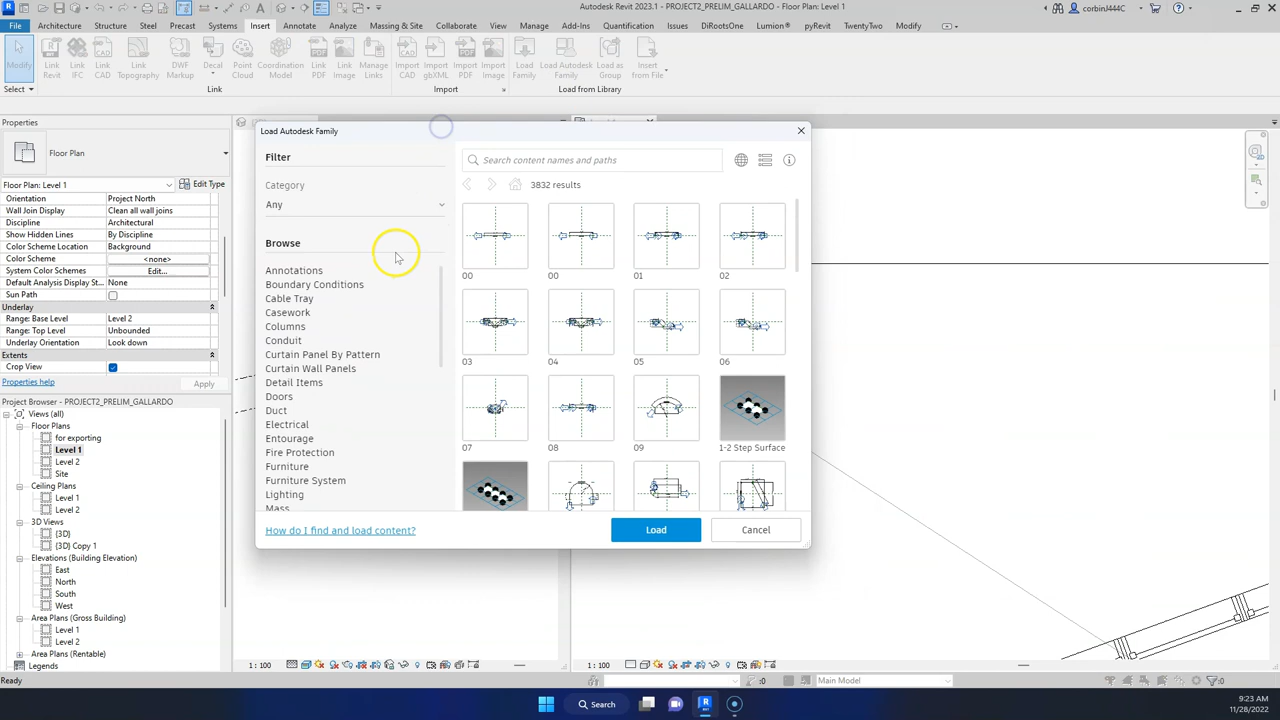 Autodesk Revit 2023.1 - PROJECT2_PRELIM_GALLARDO - Floor Plan: Level 1
corbinJ444C
File Architecture Structure Steel Precast Systems Insert Annotate Analyze Massing & Site Collaborate View Manage Add-Ins Quantification Issues DiRootsOne Lumion® pyRevit TwentyTwo Modify
Modify
Link Revit
Link IFC
Link CAD
Link Topography
DWF Markup
Decal
Point Cloud
Coordination Model
Link PDF
Link Image
Manage Links
Import CAD
Import gbXML
Import PDF
Import Image
Load Family
Load Autodesk Family
Load as Group
Insert from File
Select
Link
Import
Load from Library
Properties
Floor Plan
Floor Plan: Level 1
Edit Type
Orientation Project North
Wall Join Display Clean all wall joins
Discipline Architectural
Show Hidden Lines By Discipline
Color Scheme Location Background
Color Scheme <none>
System Color Schemes Edit...
Default Analysis Display St... None
Sun Path
Underlay
Range: Base Level Level 2
Range: Top Level Unbounded
Underlay Orientation Look down
Extents
Crop View
Properties help
Apply
Project Browser - PROJECT2_PRELIM_GALLARDO
Views (all)
Floor Plans
for exporting
Level 1
Level 2
Site
Ceiling Plans
Level 1
Level 2
3D Views
{3D}
{3D} Copy 1
Elevations (Building Elevation)
East
North
South
West
Area Plans (Gross Building)
Level 1
Level 2
Area Plans (Rentable)
Legends
Load Autodesk Family
Filter
Category
Any
Browse
Annotations
Boundary Conditions
Cable Tray
Casework
Columns
Conduit
Curtain Panel By Pattern
Curtain Wall Panels
Detail Items
Doors
Duct
Electrical
Entourage
Fire Protection
Furniture
Furniture System
Lighting
Mass
Search content names and paths
3832 results
00 00 01 02
03 04 05 06
07 08 09 1-2 Step Surface
How do I find and load content?
Load
Cancel
1 : 100
1 : 100
Ready
:0
Main Model
:0
Search
9:23 AM
11/28/2022